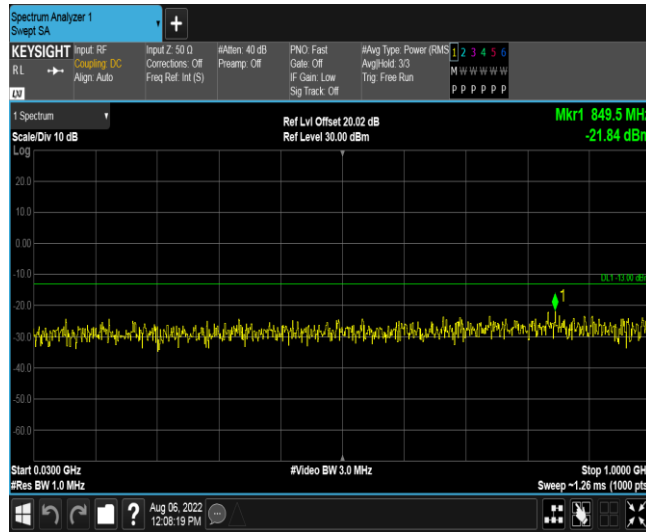 Spectrum Analyzer 1
Swept SA
+
KEYSIGHT
RL
LXI
Input: RF
Coupling: DC
Align: Auto
Input Z: 50 Ω
Corrections: Off
Freq Ref: Int (S)
#Atten: 40 dB
Preamp: Off
PNO: Fast
Gate: Off
IF Gain: Low
Sig Track: Off
#Avg Type: Power (RMS
Avg|Hold: 3/3
Trig: Free Run
1 2 3 4 5 6
M W W W W W
P P P P P P
1 Spectrum
Scale/Div 10 dB
Ref Lvl Offset 20.02 dB
Ref Level 30.00 dBm
Mkr1 849.5 MHz
-21.84 dBm
Log
20.0
10.0
0.00
-10.0
DL1 -13.00 dBm
1
-20.0
-30.0
-40.0
-50.0
-60.0
Start 0.0300 GHz
#Res BW 1.0 MHz
#Video BW 3.0 MHz
Stop 1.0000 GH
Sweep ~1.26 ms (1000 pts
?
Aug 06, 2022
12:08:19 PM